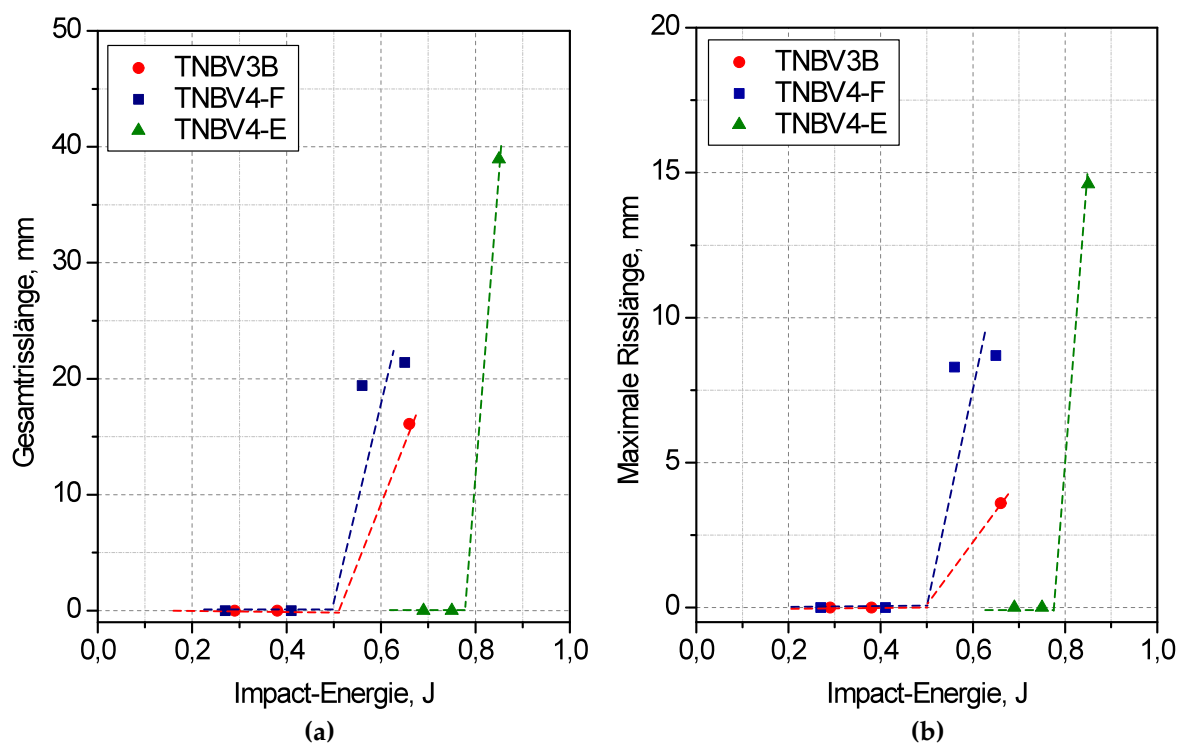 50
40
30
20
10
0
Gesamtrisslänge, mm
TNBV3B
TNBV4-F
TNBV4-E
0,0 0,2 0,4 0,6 0,8 1,0
Impact-Energie, J
(a)
20
15
10
5
0
Maximale Risslänge, mm
TNBV3B
TNBV4-F
TNBV4-E
0,0 0,2 0,4 0,6 0,8 1,0
Impact-Energie, J
(b)